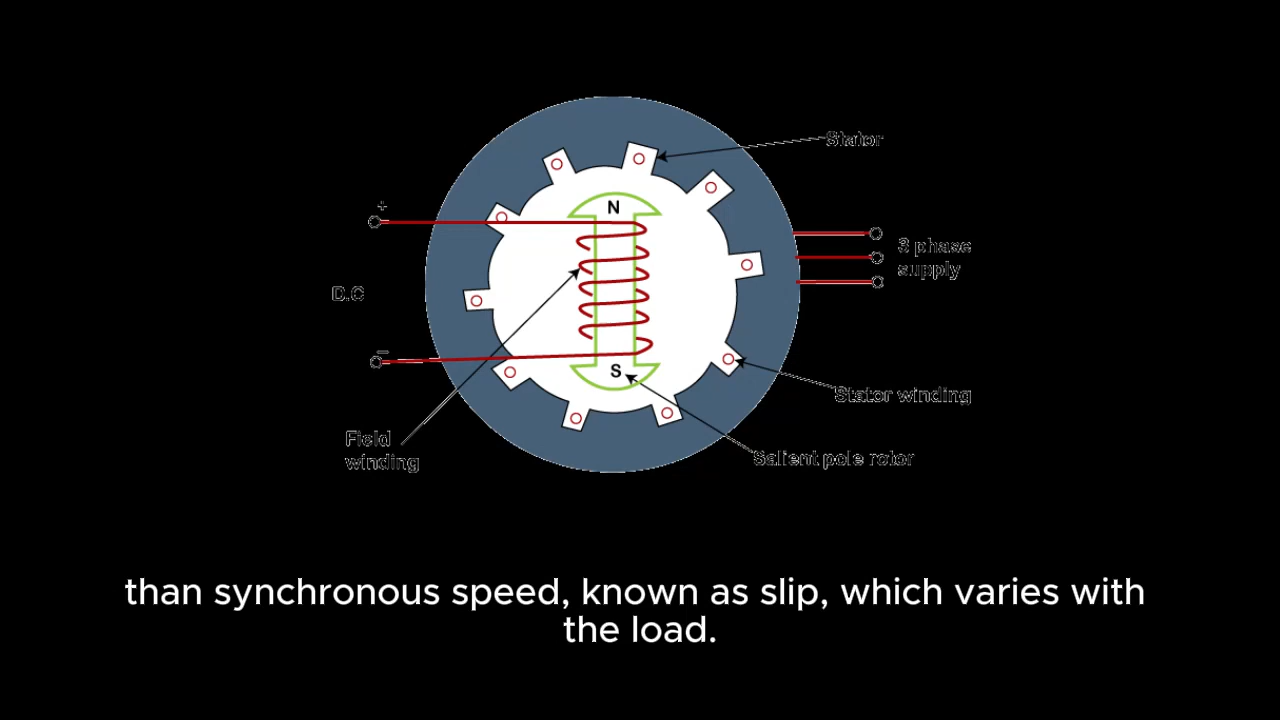 Stator
+
N
3 phase
supply
D.C
–
S
Stator winding
Field
winding
Salient pole rotor
than synchronous speed, known as slip, which varies with
the load.